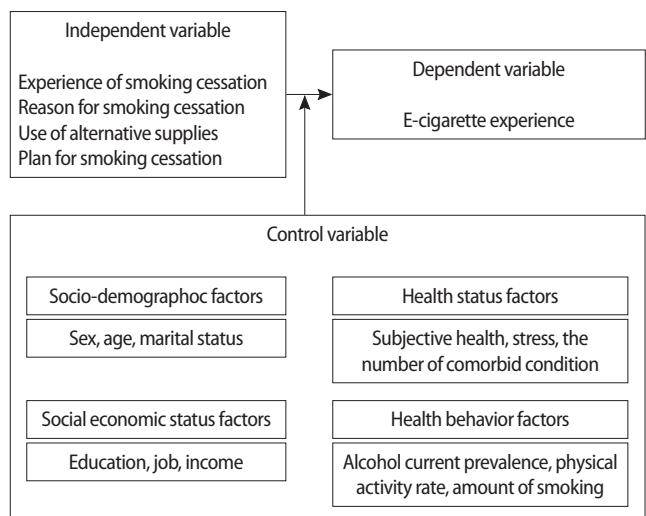 Independent variable
Experience of smoking cessation
Reason for smoking cessation
Use of alternative supplies
Plan for smoking cessation
Dependent variable
E-cigarette experience
Control variable
Socio-demographoc factors
Sex, age, marital status
Health status factors
Subjective health, stress, the
number of comorbid condition
Social economic status factors
Education, job, income
Health behavior factors
Alcohol current prevalence, physical
activity rate, amount of smoking